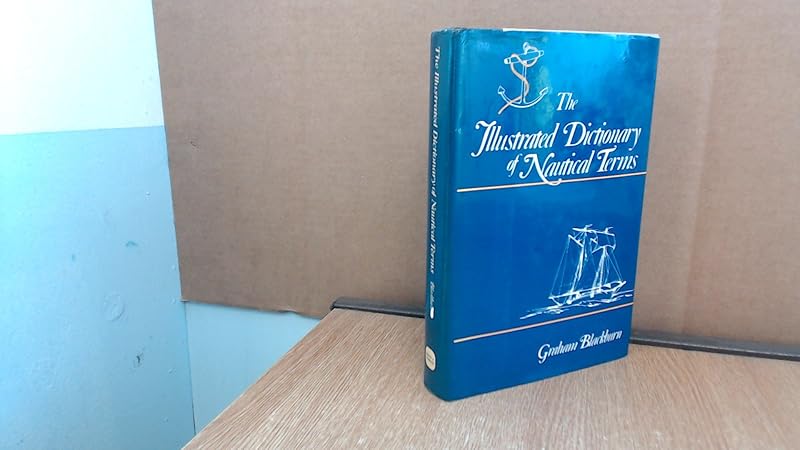 The
Illustrated Dictionary
of Nautical Terms
Graham Blackburn
The Illustrated Dictionary of Nautical Terms